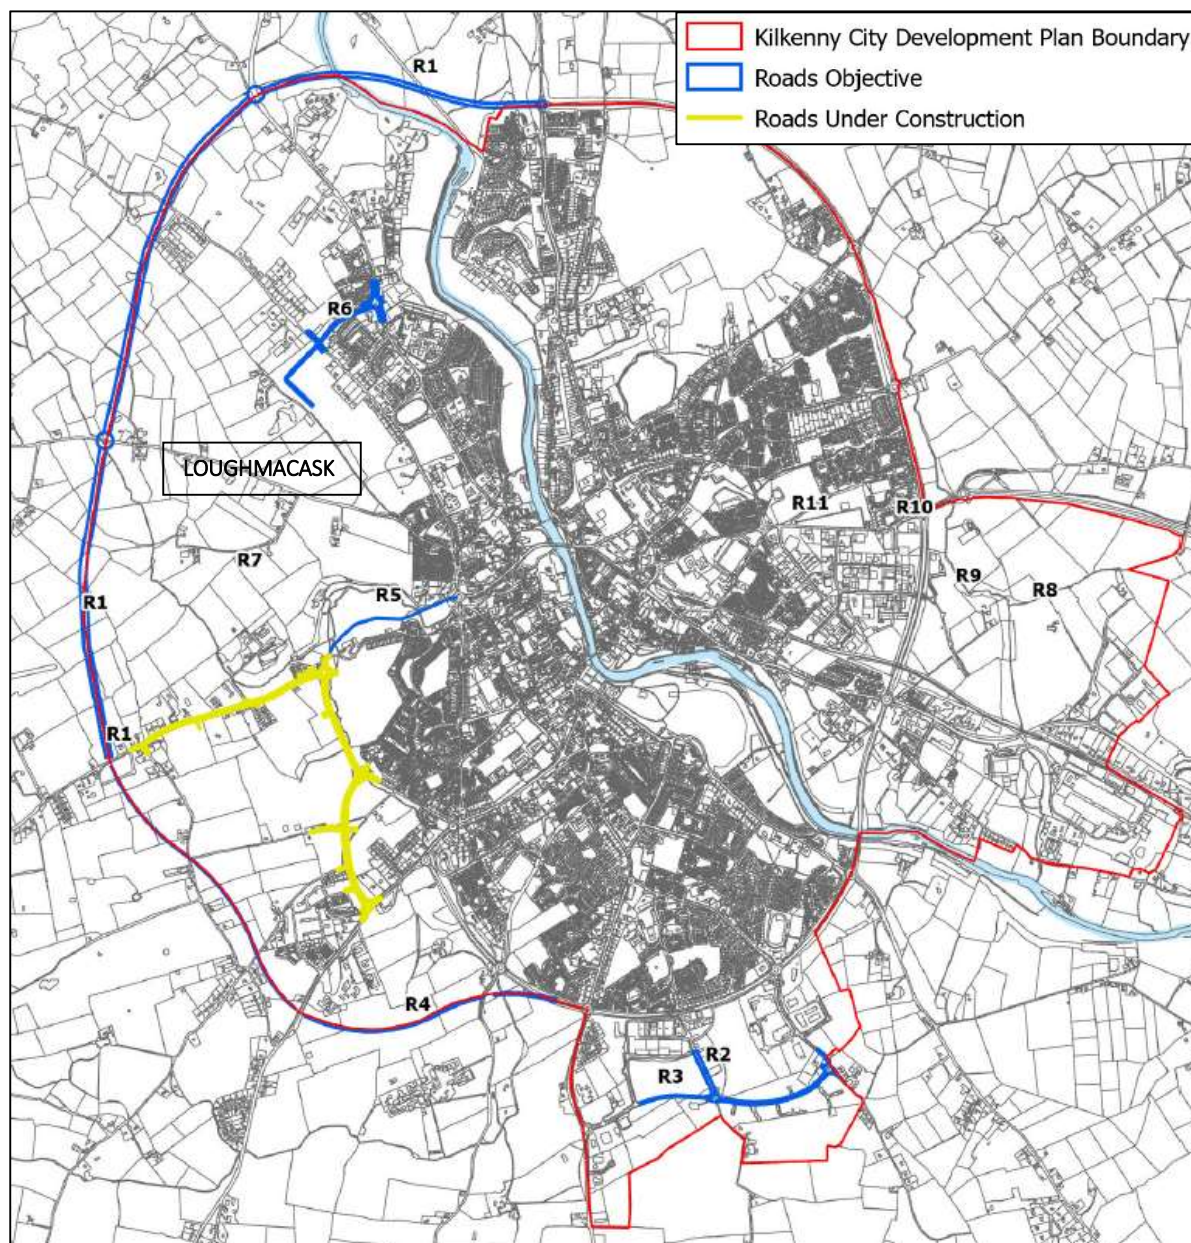 Kilkenny City Development Plan Boundary
Roads Objective
Roads Under Construction
R1
R6
LOUGHMACASK
R11
R10
R7
R9
R8
R5
R1
R1
R4
R2
R3